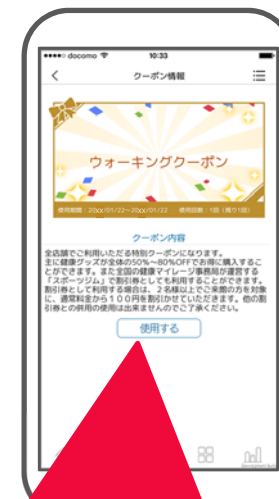 docomo 10:33
クーポン情報
ウォーキングクーポン
使用期間：20xx/01/22～20xx/01/22 使用回数：1回（残り1回）
クーポン内容
全店舗でご利用いただける特別クーポンになります。
主に健康グッズが全体の50%～80%OFFでお得に購入するこ
とができます。また全国の健康マイレージ事務局が運営する
「スポーツジム」で割引券としても利用することができます。
割引券として利用する場合は、２名様以上でご来館の方を対象
に、通常料金から１００円を割引かせていただきます。他の割
引券との併用の使用は出来ませんのでご了承ください。
使用する